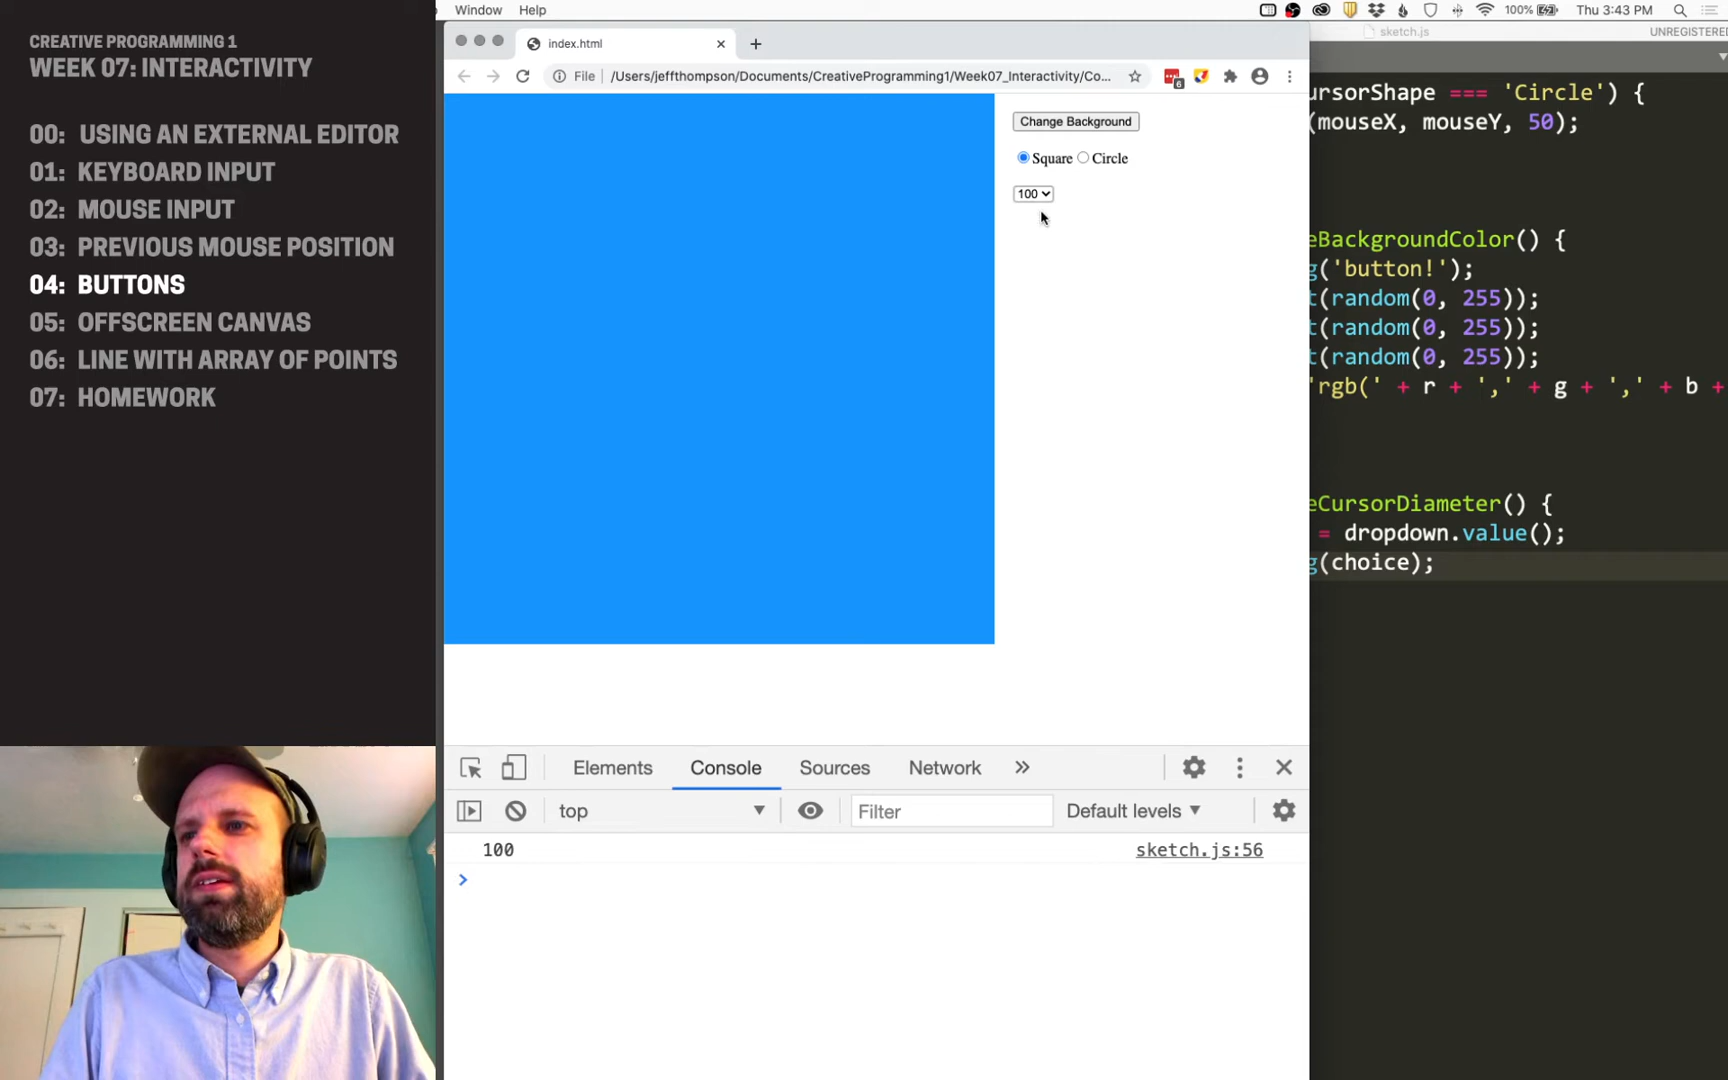 CREATIVE PROGRAMMING 1
WEEK 07: INTERACTIVITY
00: USING AN EXTERNAL EDITOR
01: KEYBOARD INPUT
02: MOUSE INPUT
03: PREVIOUS MOUSE POSITION
04: BUTTONS
05: OFFSCREEN CANVAS
06: LINE WITH ARRAY OF POINTS
07: HOMEWORK
Window Help
100% Thu 3:43 PM
index.html
File /Users/jeffthompson/Documents/CreativeProgramming1/Week07_Interactivity/Co...
6
Change Background
Square Circle
100
Elements Console Sources Network
top Filter Default levels
100 sketch.js:56
sketch.js UNREGISTERED
ursorShape === 'Circle') {
(mouseX, mouseY, 50);
eBackgroundColor() {
g('button!');
t(random(0, 255));
t(random(0, 255));
t(random(0, 255));
'rgb(' + r + ',' + g + ',' + b +
eCursorDiameter() {
= dropdown.value();
g(choice);